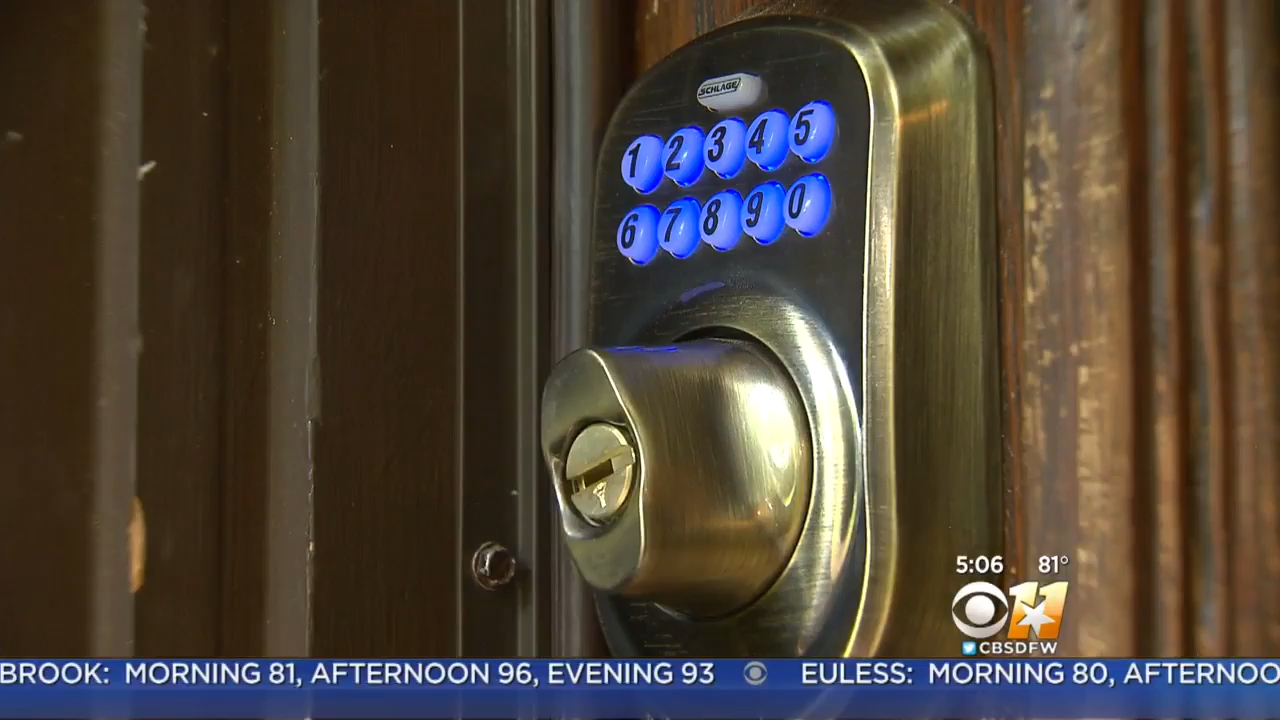 SCHLAGE
1 2 3 4 5
6 7 8 9 0
5:06 81°
11
CBSDFW
BROOK: MORNING 81, AFTERNOON 96, EVENING 93 EULESS: MORNING 80, AFTERNOO